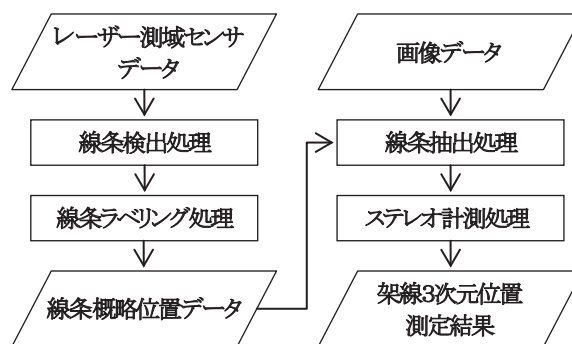 レーザー測域センサ
データ
線条検出処理
線条ラベリング処理
線条概略位置データ
画像データ
線条抽出処理
ステレオ計測処理
架線3次元位置
測定結果